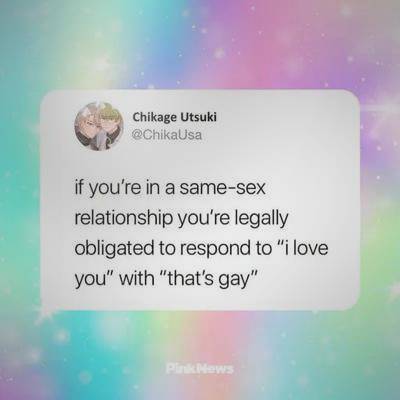 Chikage Utsuki
@ChikaUsa
if you’re in a same-sex
relationship you’re legally
obligated to respond to “i love
you” with “that’s gay”
PinkNews